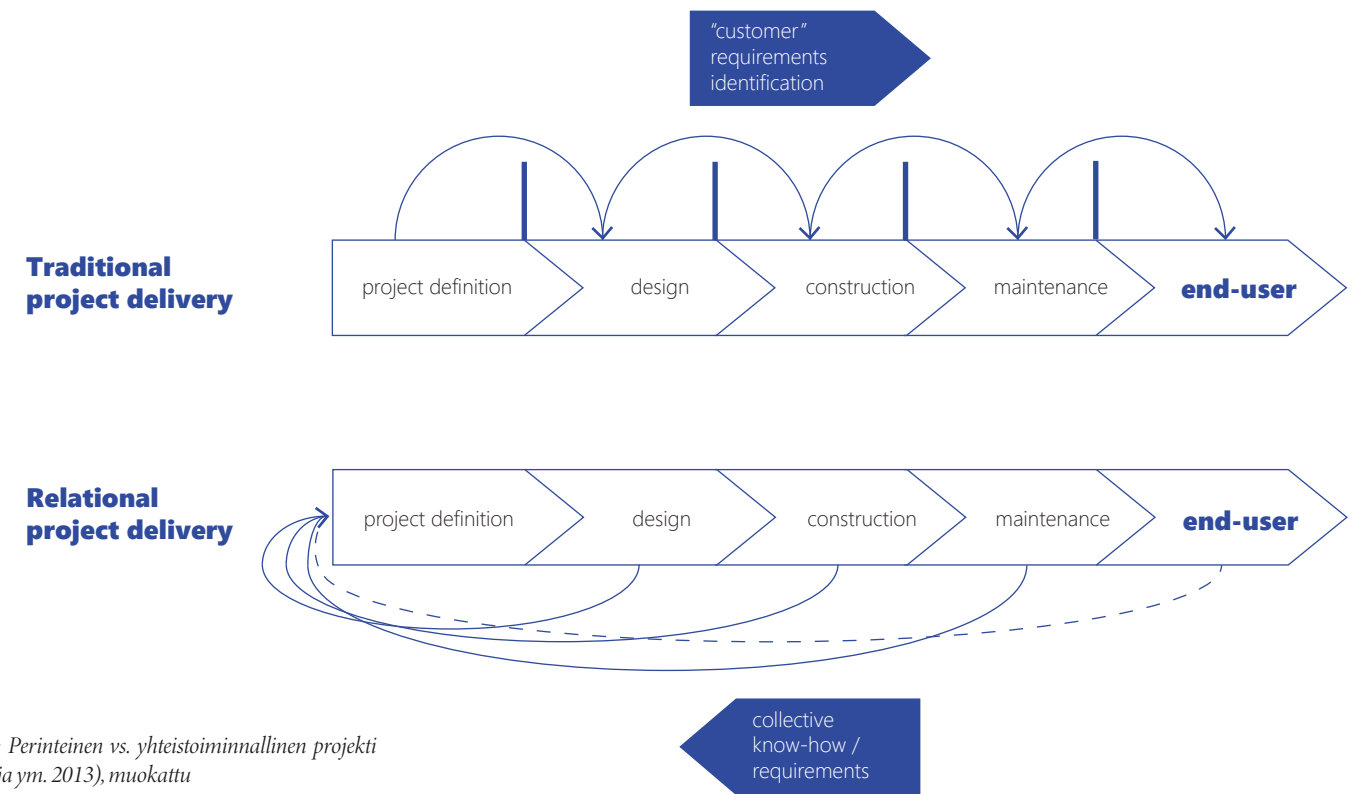 “customer”
requirements
identification
Traditional
project delivery
project definition
design
construction
maintenance
end-user
Relational
project delivery
project definition
design
construction
maintenance
end-user
collective
know-how /
requirements
Perinteinen vs. yhteistoiminnallinen projekti
ym. 2013), muokattu